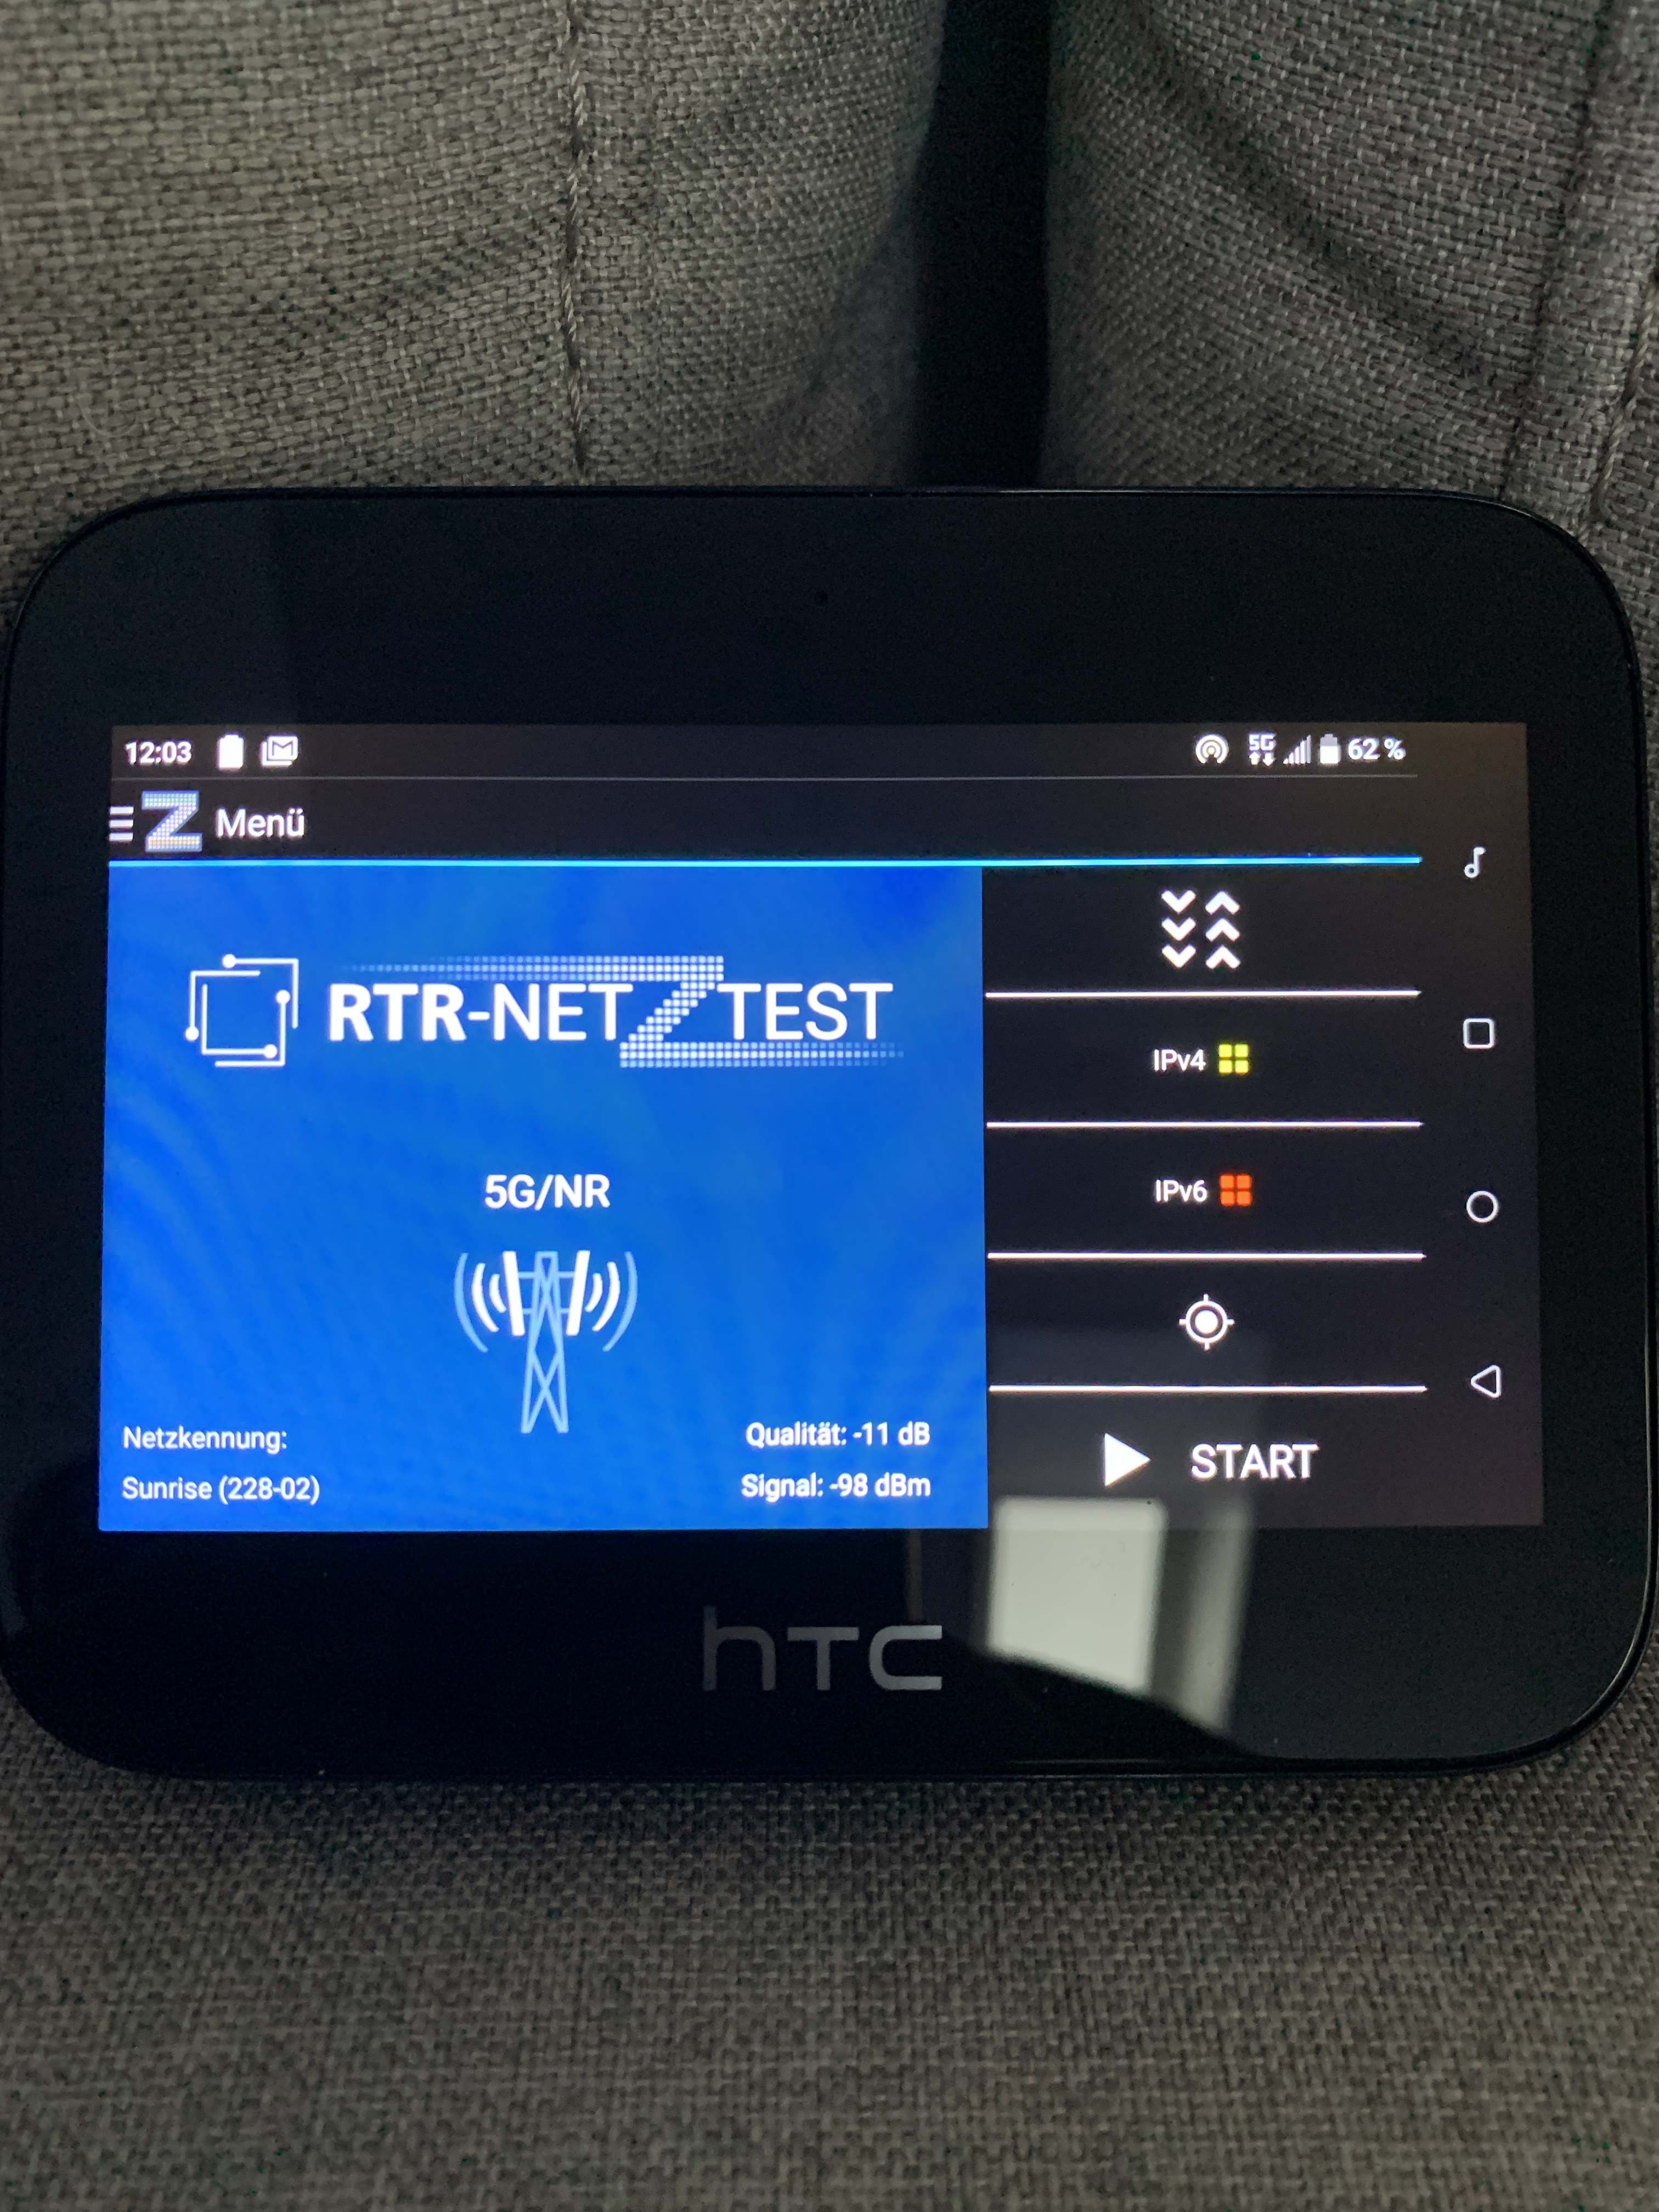 12:03
5G
62 %
Menü
RTR-NETZTEST
5G/NR
Netzkennung:
Sunrise (228-02)
Qualität: -11 dB
Signal: -98 dBm
IPv4
IPv6
START
hTC